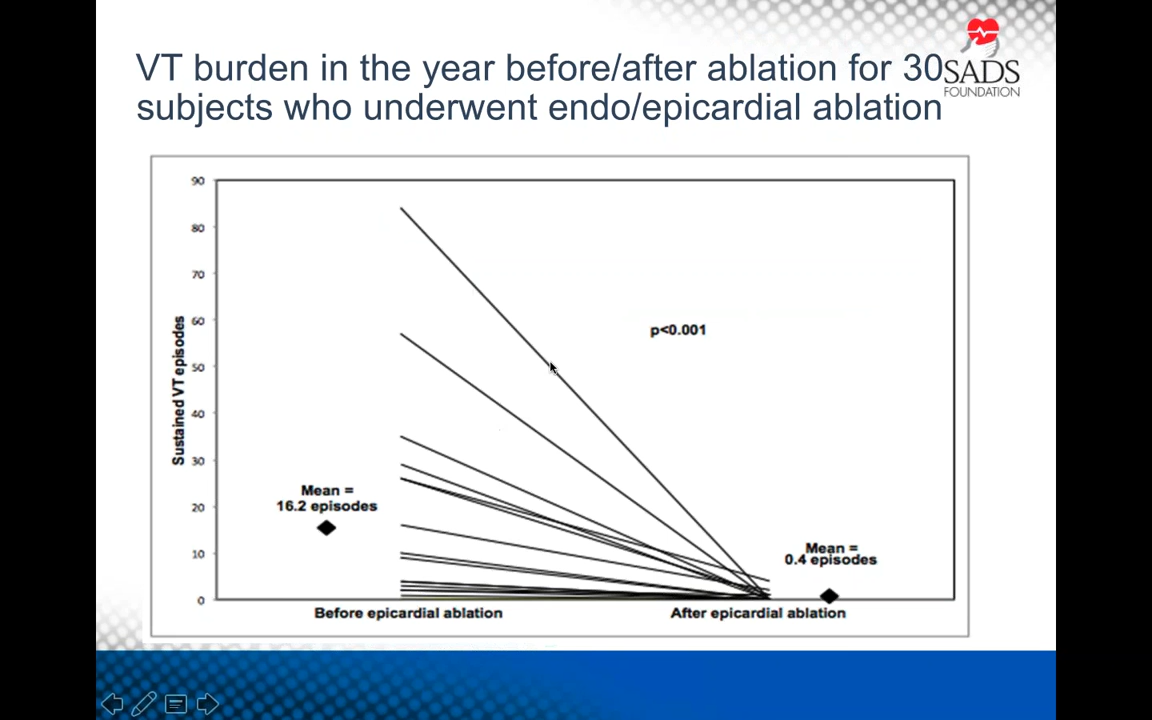 VT burden in the year before/after ablation for 30
subjects who underwent endo/epicardial ablation
SADS
FOUNDATION
90
80
70
60
50
40
30
20
10
0
Sustained VT episodes
p<0.001
Mean =
16.2 episodes
Mean =
0.4 episodes
Before epicardial ablation
After epicardial ablation